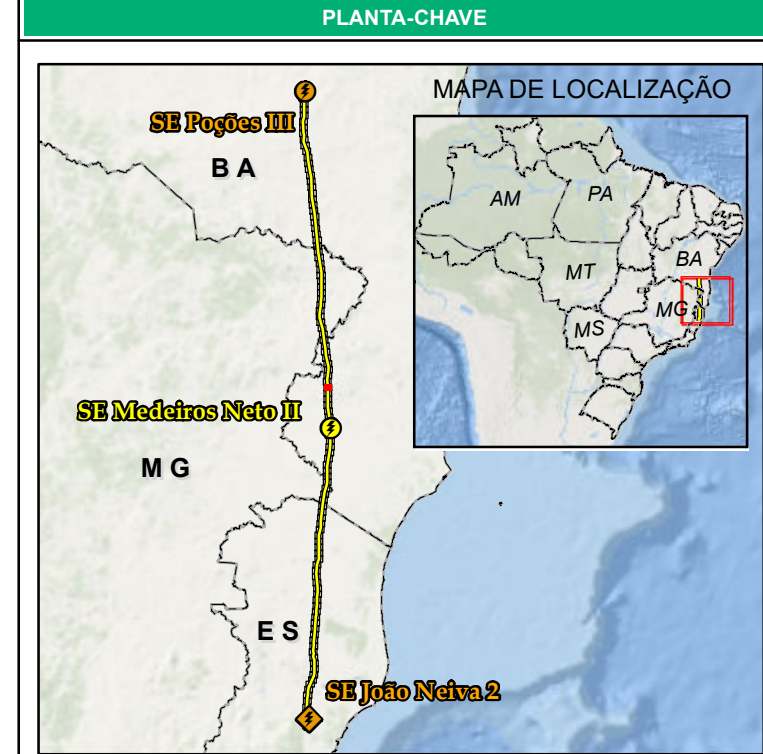 PLANTA-CHAVE
MAPA DE LOCALIZAÇÃO
SE Poções III
B A
AM
PA
BA
MT
MG
MS
SE Medeiros Neto II
M G
E S
SE João Neiva 2